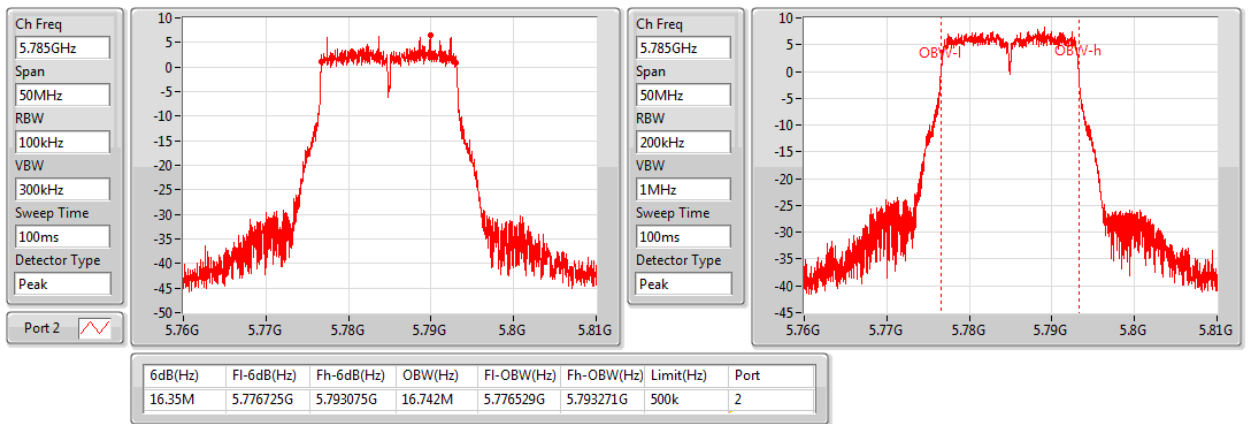 Ch Freq
5.785GHz
Span
50MHz
RBW
100kHz
VBW
300kHz
Sweep Time
100ms
Detector Type
Peak
Port 2
10
5
0
-5
-10
-15
-20
-25
-30
-35
-40
-45
-50
5.76G 5.77G 5.78G 5.79G 5.8G 5.81G
Ch Freq
5.785GHz
Span
50MHz
RBW
200kHz
VBW
1MHz
Sweep Time
100ms
Detector Type
Peak
10
5
0
-5
-10
-15
-20
-25
-30
-35
-40
-45
OBW-l OBW-h
5.76G 5.77G 5.78G 5.79G 5.8G 5.81G
6dB(Hz) Fl-6dB(Hz) Fh-6dB(Hz) OBW(Hz) Fl-OBW(Hz) Fh-OBW(Hz) Limit(Hz) Port
16.35M 5.776725G 5.793075G 16.742M 5.776529G 5.793271G 500k 2